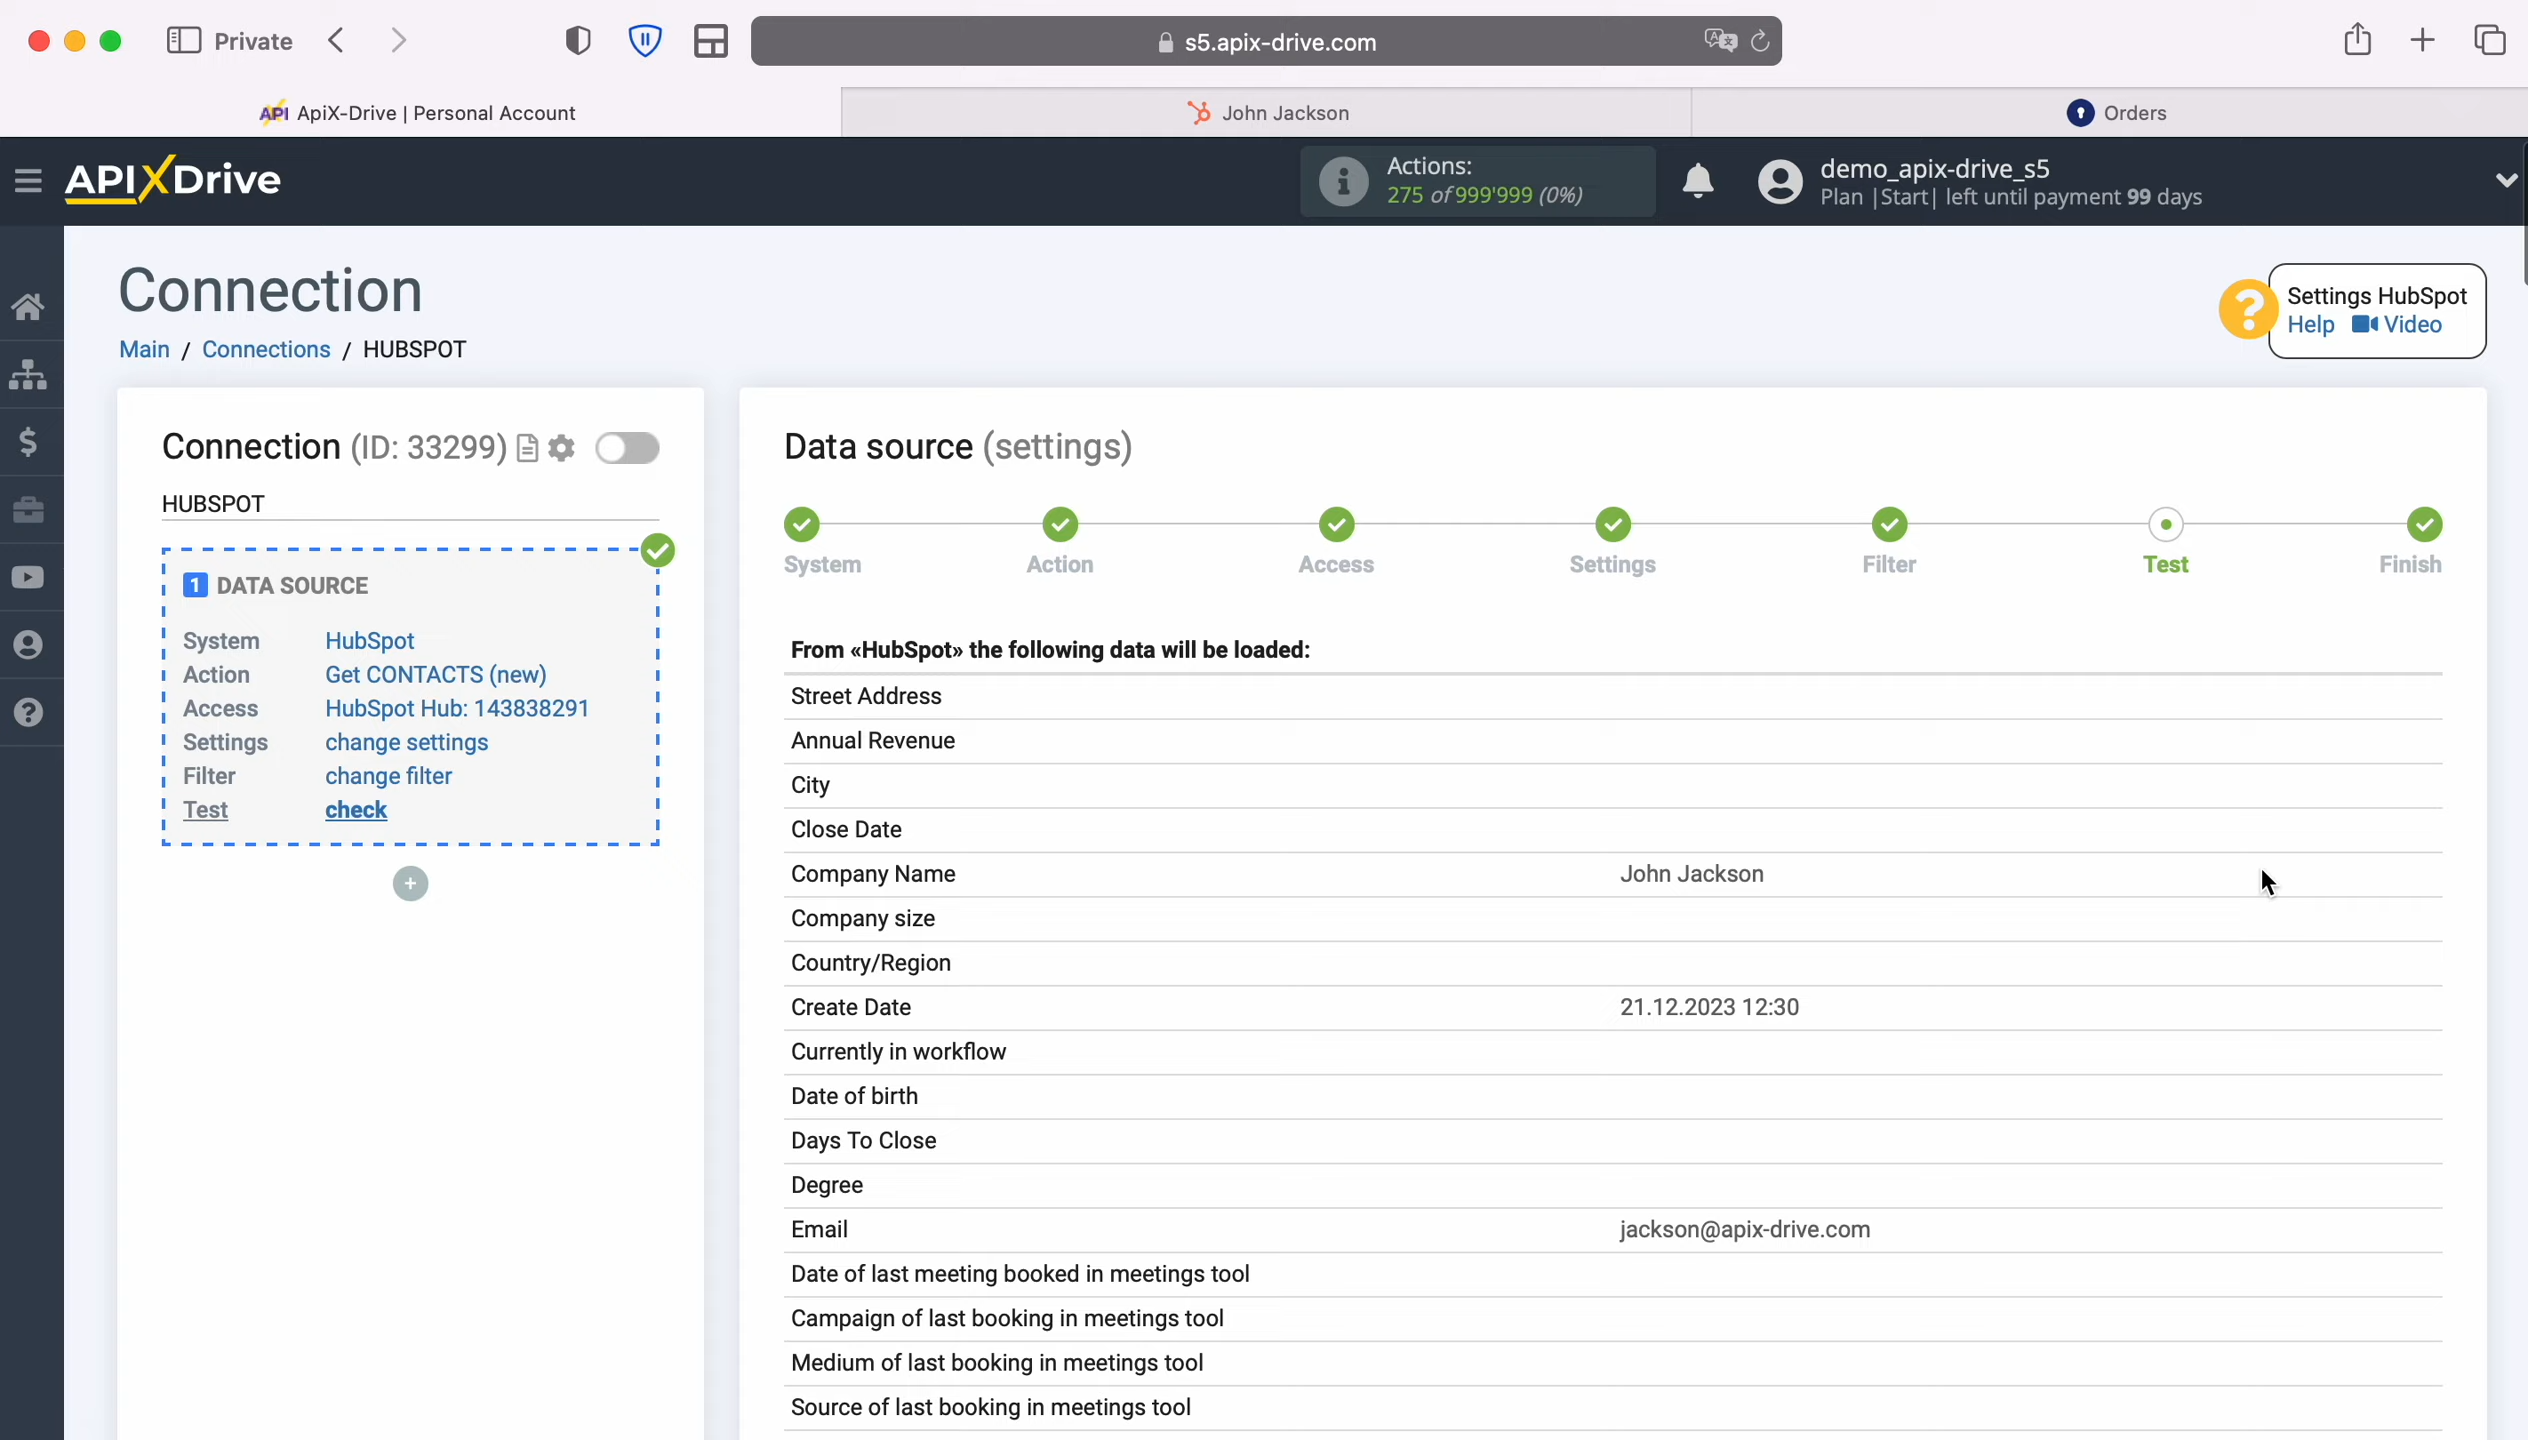 Private
s5.apix-drive.com
API ApiX-Drive | Personal Account
John Jackson
Orders
APIXDrive
Actions:
275 of 999'999 (0%)
demo_apix-drive_s5
Plan |Start| left until payment 99 days
Connection
Main / Connections / HUBSPOT
Settings HubSpot
Help Video
Connection (ID: 33299)
HUBSPOT
1 DATA SOURCE
System HubSpot
Action Get CONTACTS (new)
Access HubSpot Hub: 143838291
Settings change settings
Filter change filter
Test check
Data source (settings)
System Action Access Settings Filter Test Finish
From «HubSpot» the following data will be loaded:
Street Address
Annual Revenue
City
Close Date
Company Name John Jackson
Company size
Country/Region
Create Date 21.12.2023 12:30
Currently in workflow
Date of birth
Days To Close
Degree
Email jackson@apix-drive.com
Date of last meeting booked in meetings tool
Campaign of last booking in meetings tool
Medium of last booking in meetings tool
Source of last booking in meetings tool